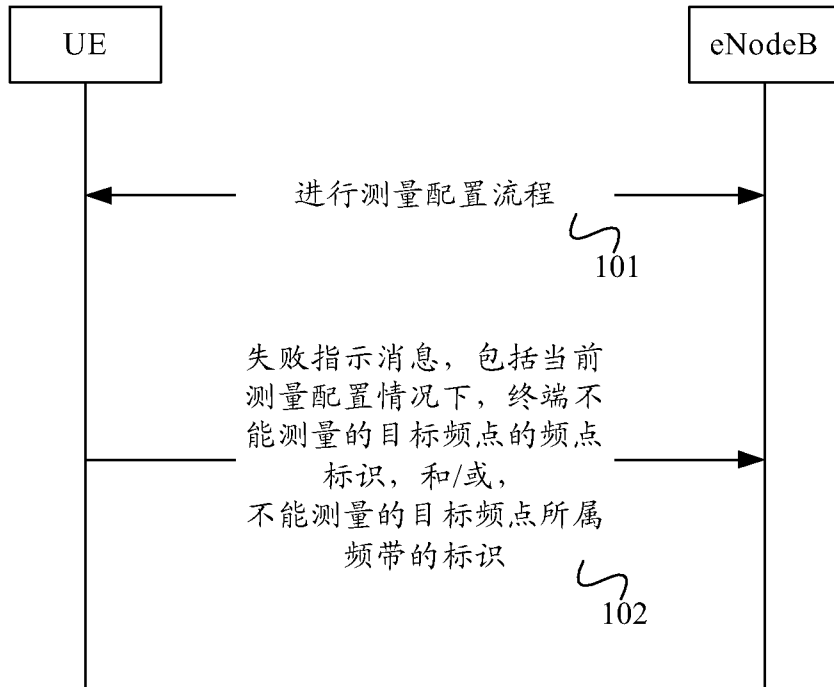 UE
eNodeB
进行测量配置流程
101
失败指示消息，包括当前
测量配置情况下，终端不
能测量的目标频点的频点
标识，和/或，
不能测量的目标频点所属
频带的标识
102